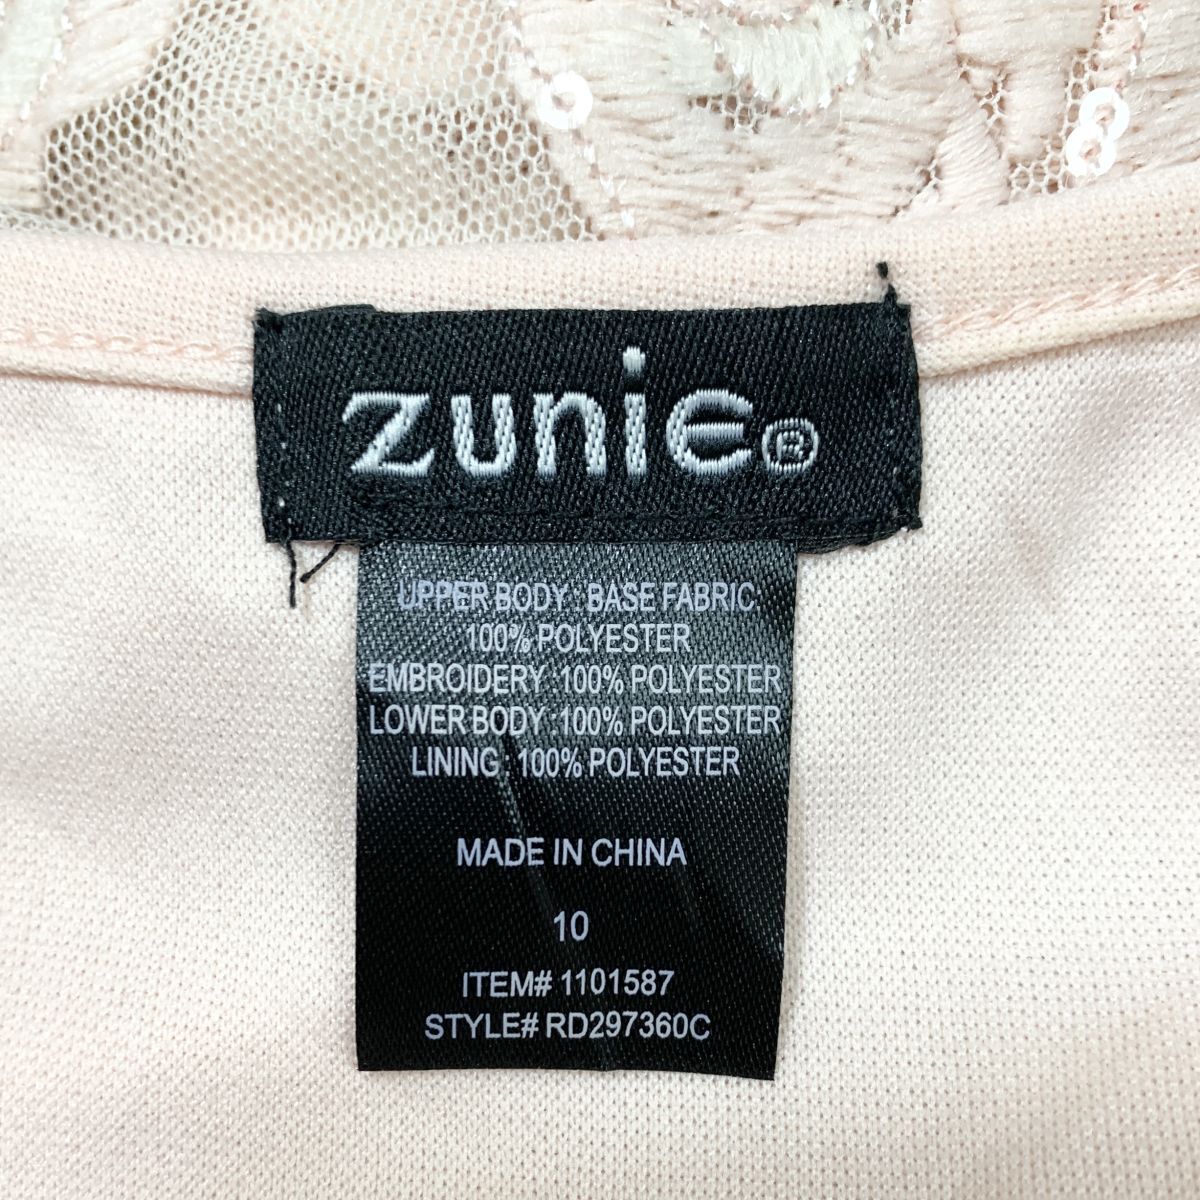 zunie®
UPPER BODY : BASE FABRIC
100% POLYESTER
EMBROIDERY :100% POLYESTER
LOWER BODY :100% POLYESTER
LINING : 100% POLYESTER
MADE IN CHINA
10
ITEM# 1101587
STYLE# RD297360C